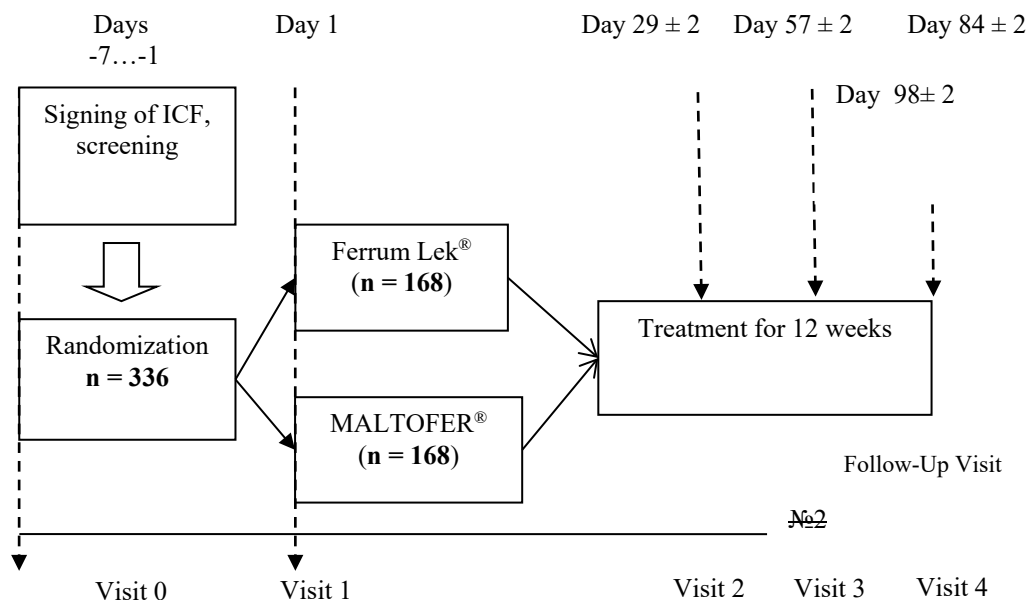 Days
-7…-1
Day 1
Day 29 ± 2
Day 57 ± 2
Day 84 ± 2
Day  98± 2
Signing of ICF,
screening
Ferrum Lek®
(n = 168)
Randomization
n = 336
Treatment for 12 weeks
MALTOFER®
(n = 168)
Follow-Up Visit
№2
Visit 0
Visit 1
Visit 2
Visit 3
Visit 4